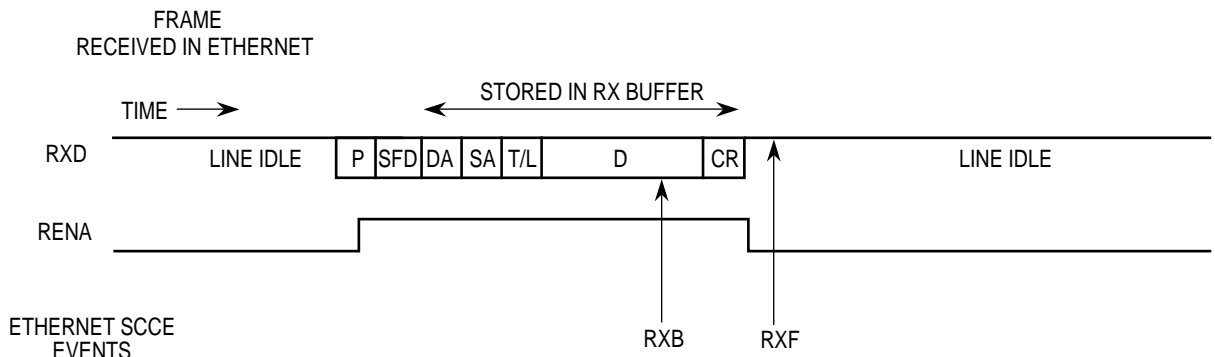 FRAME
RECEIVED IN ETHERNET
STORED IN RX BUFFER
TIME
RXD
LINE IDLE
P
SFD
DA
SA
T/L
D
CR
LINE IDLE
RENA
ETHERNET SCCE
EVENTS
RXB
RXF